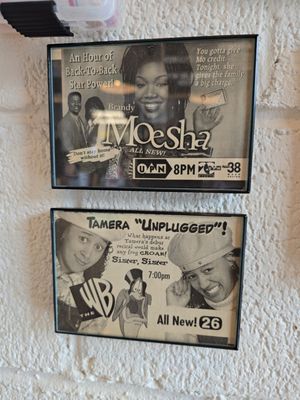 An Hour of
Back-To-Back
Star Power!
You gotta give
Mo credit.
Tonight, she
gives the family
a big charge.
Brandy
Moesha
ALL NEW!
Don't stay home
without it!
UPN
8PM
38
TAMERA "UNPLUGGED"!
What happens at
Tamera's debut
recital would make
any frog CROAK!
Sister, Sister
7:00pm
THE WB
All New! 26